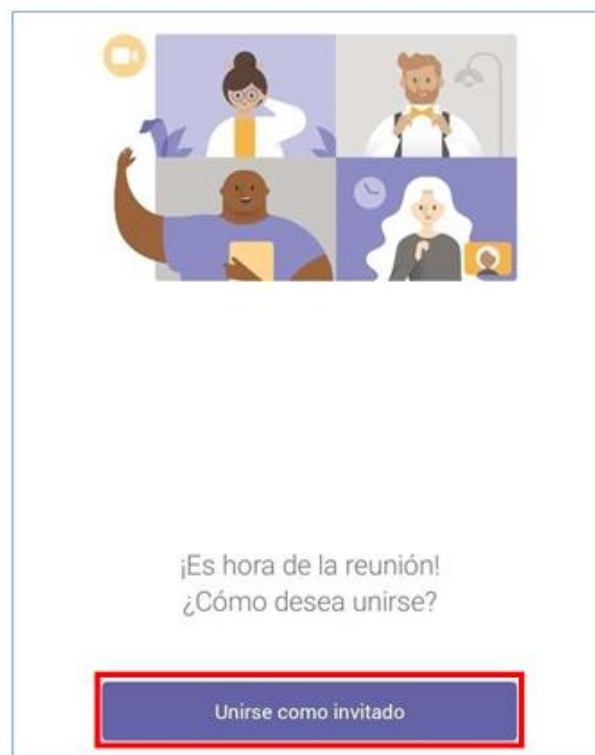 ¡Es hora de la reunión!
¿Cómo desea unirse?
Unirse como invitado